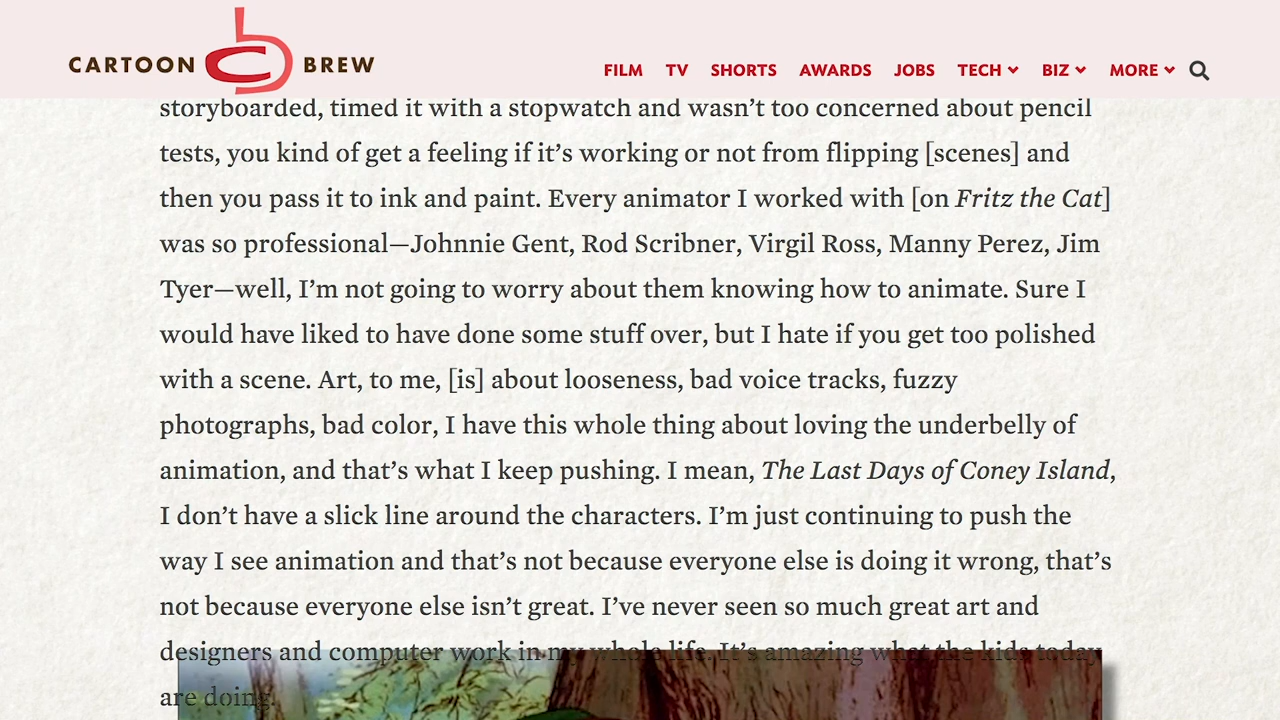 CARTOON BREW
FILM TV SHORTS AWARDS JOBS TECH BIZ MORE
storyboarded, timed it with a stopwatch and wasn’t too concerned about pencil
tests, you kind of get a feeling if it’s working or not from flipping [scenes] and
then you pass it to ink and paint. Every animator I worked with [on Fritz the Cat]
was so professional—Johnnie Gent, Rod Scribner, Virgil Ross, Manny Perez, Jim
Tyer—well, I’m not going to worry about them knowing how to animate. Sure I
would have liked to have done some stuff over, but I hate if you get too polished
with a scene. Art, to me, [is] about looseness, bad voice tracks, fuzzy
photographs, bad color, I have this whole thing about loving the underbelly of
animation, and that’s what I keep pushing. I mean, The Last Days of Coney Island,
I don’t have a slick line around the characters. I’m just continuing to push the
way I see animation and that’s not because everyone else is doing it wrong, that’s
not because everyone else isn’t great. I’ve never seen so much great art and
designers and computer work in my whole life. It’s amazing what the kids today
are doing.